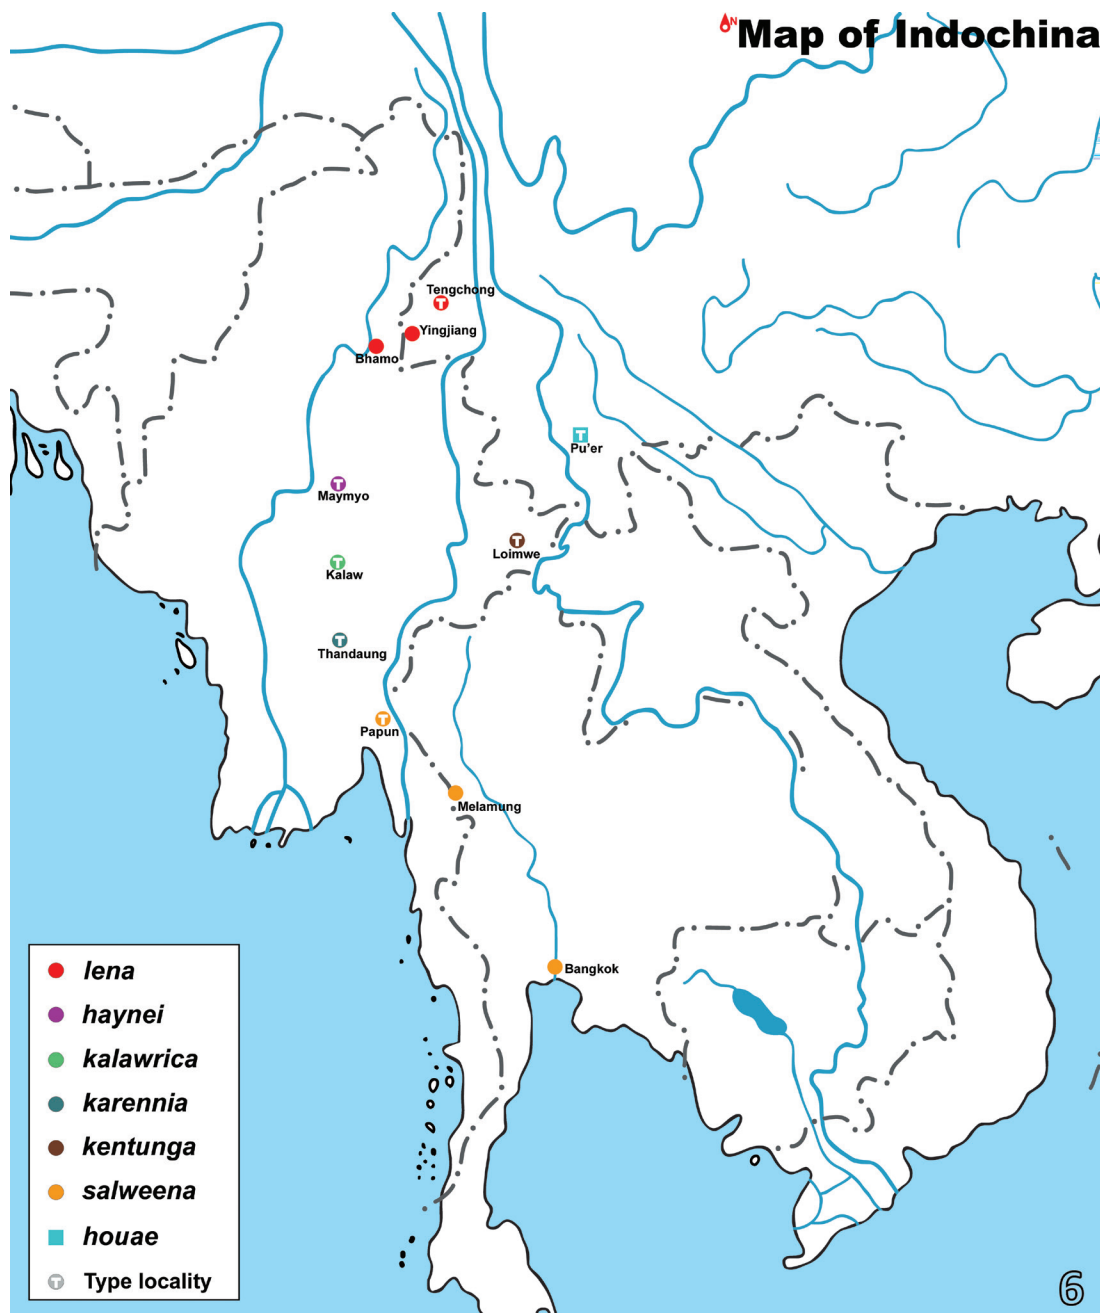 N
Map of Indochina
Tengchong
T
Yingjiang
Bhamo
T
Pu'er
T
Maymyo
T
Loimwe
T
Kalaw
T
Thandaung
T
Papun
Melamung
Bangkok
lena
haynei
kalawrica
karennia
kentunga
salweena
houae
T Type locality
6